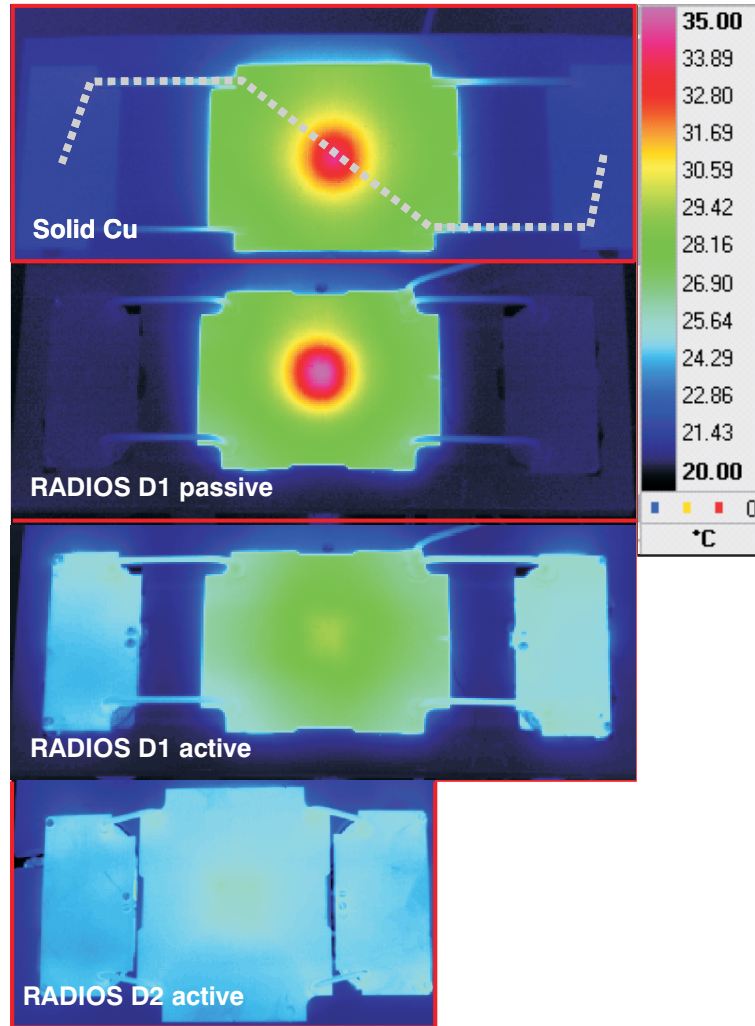 Solid Cu
RADIOS D1 passive
RADIOS D1 active
RADIOS D2 active
35.00
33.89
32.80
31.69
30.59
29.42
28.16
26.90
25.64
24.29
22.86
21.43
20.00
0
°C